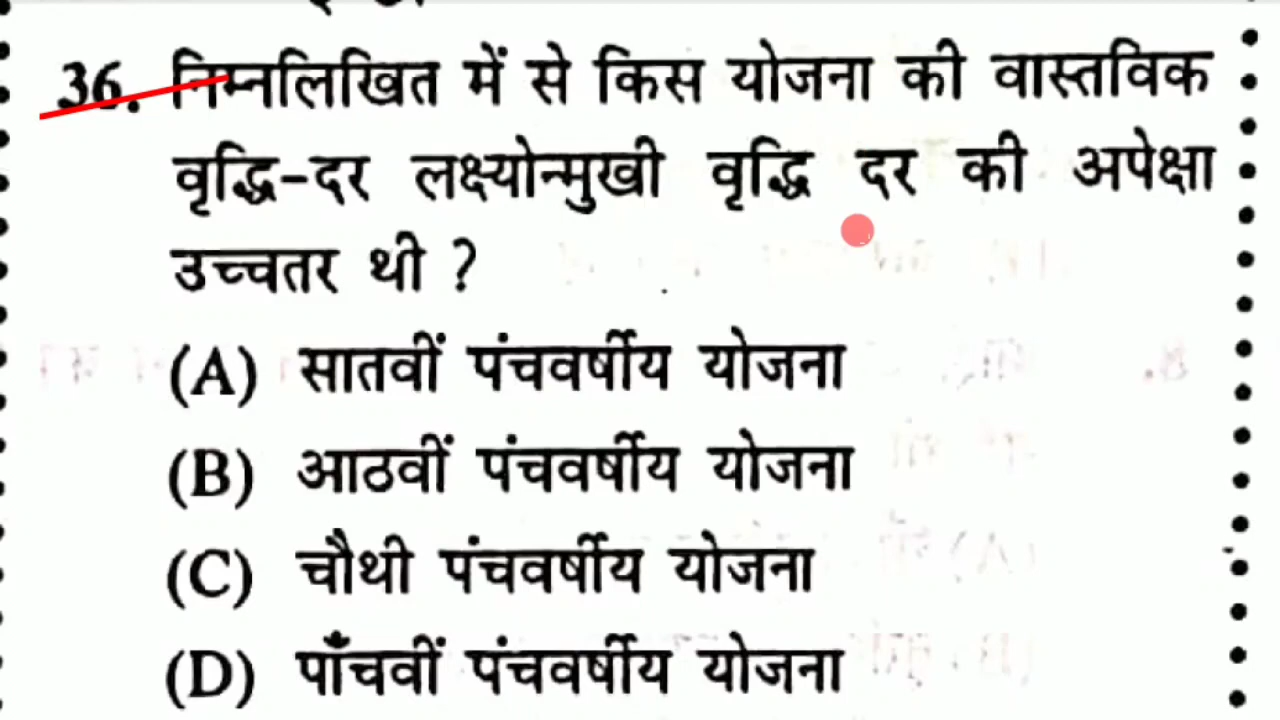 36. निम्नलिखित में से किस योजना की वास्तविक
वृद्धि-दर लक्ष्योन्मुखी वृद्धि दर की अपेक्षा
उच्चतर थी ?
(A) सातवीं पंचवर्षीय योजना
(B) आठवीं पंचवर्षीय योजना
(C) चौथी पंचवर्षीय योजना
(D) पाँचवीं पंचवर्षीय योजना